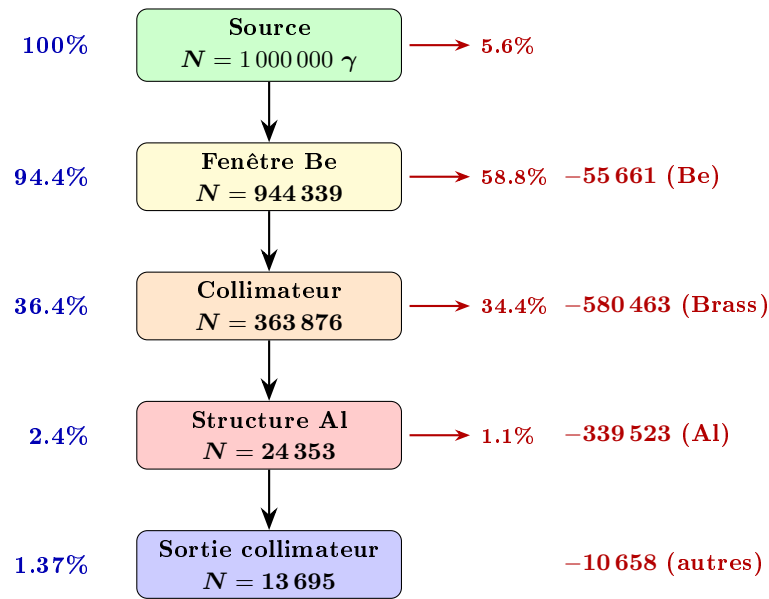 Source
100% N = 1 000 000 γ 5.6%
Fenêtre Be
94.4% N = 944 339 58.8% −55 661 (Be)
Collimateur
36.4% N = 363 876 34.4% −580 463 (Brass)
Structure Al
2.4% N = 24 353 1.1% −339 523 (Al)
Sortie collimateur
1.37% N = 13 695 −10 658 (autres)